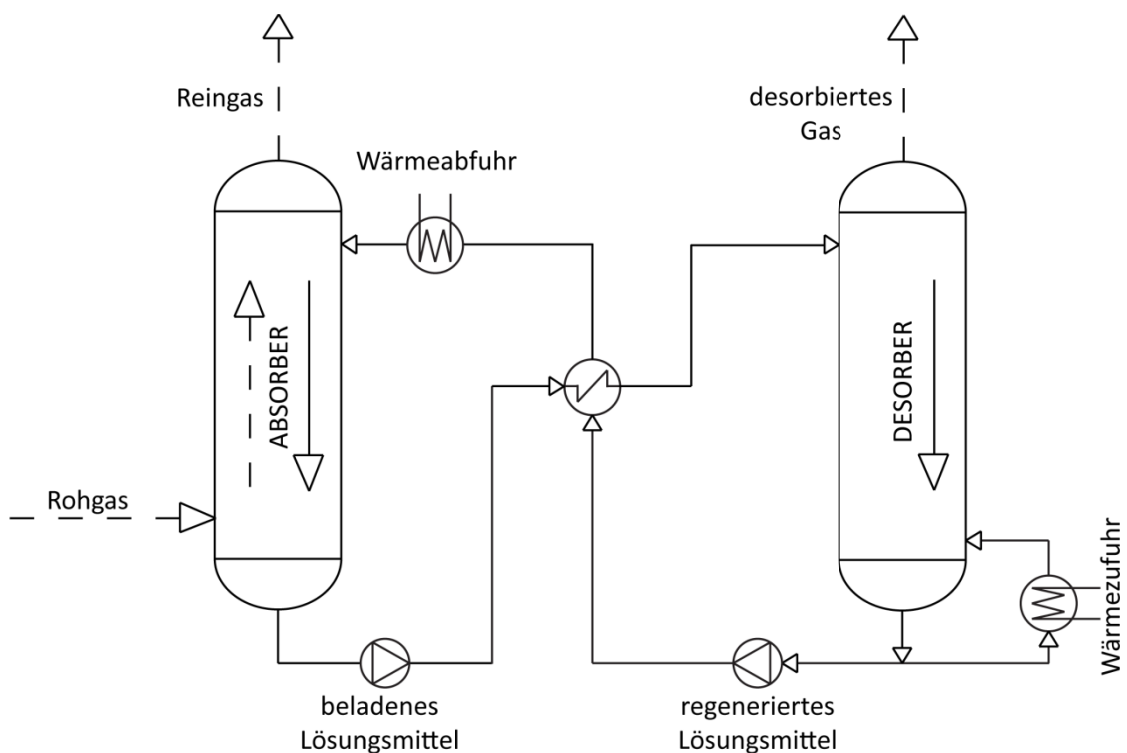 Reingas
desorbiertes
Gas
Wärmeabfuhr
ABSORBER
DESORBER
Rohgas
Wärmezufuhr
beladenes
Lösungsmittel
regeneriertes
Lösungsmittel